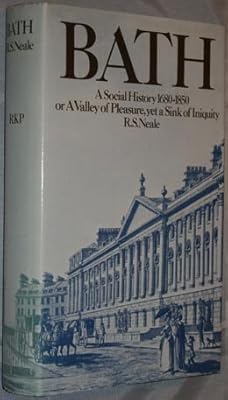 BATH
R.S.Neale
RKP
BATH
A Social History 1680-1850
or A Valley of Pleasure, yet a Sink of Iniquity
R.S.Neale